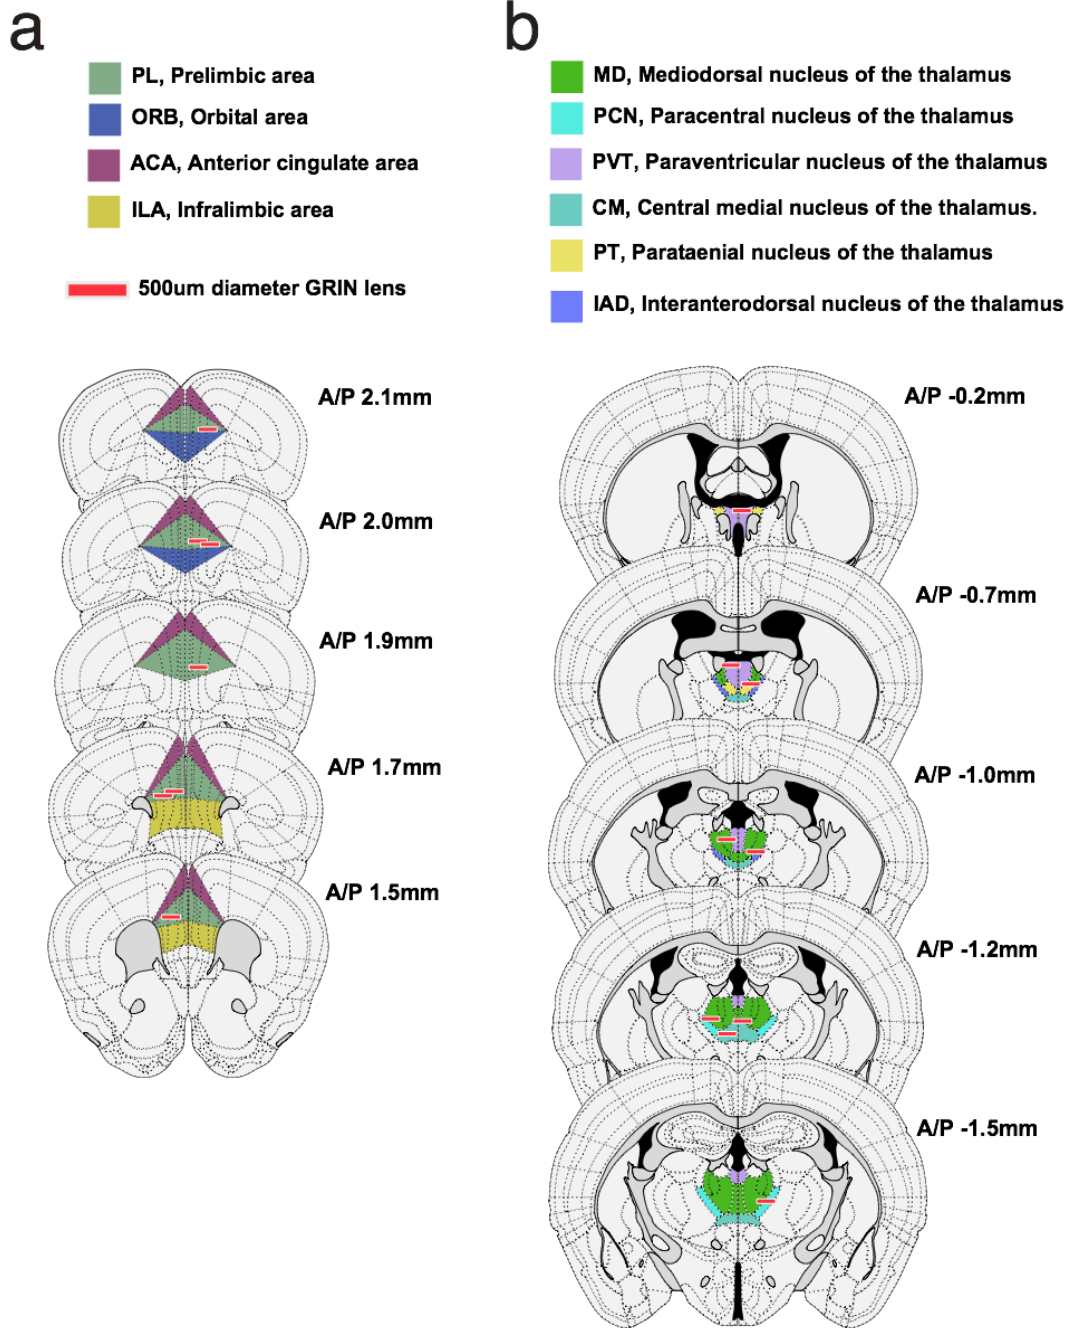 a
PL, Prelimbic area
ORB, Orbital area
ACA, Anterior cingulate area
ILA, Infralimbic area
500um diameter GRIN lens
A/P 2.1mm
A/P 2.0mm
A/P 1.9mm
A/P 1.7mm
A/P 1.5mm
b
MD, Mediodorsal nucleus of the thalamus
PCN, Paracentral nucleus of the thalamus
PVT, Paraventricular nucleus of the thalamus
CM, Central medial nucleus of the thalamus.
PT, Parataenial nucleus of the thalamus
IAD, Interanterodorsal nucleus of the thalamus
A/P -0.2mm
A/P -0.7mm
A/P -1.0mm
A/P -1.2mm
A/P -1.5mm